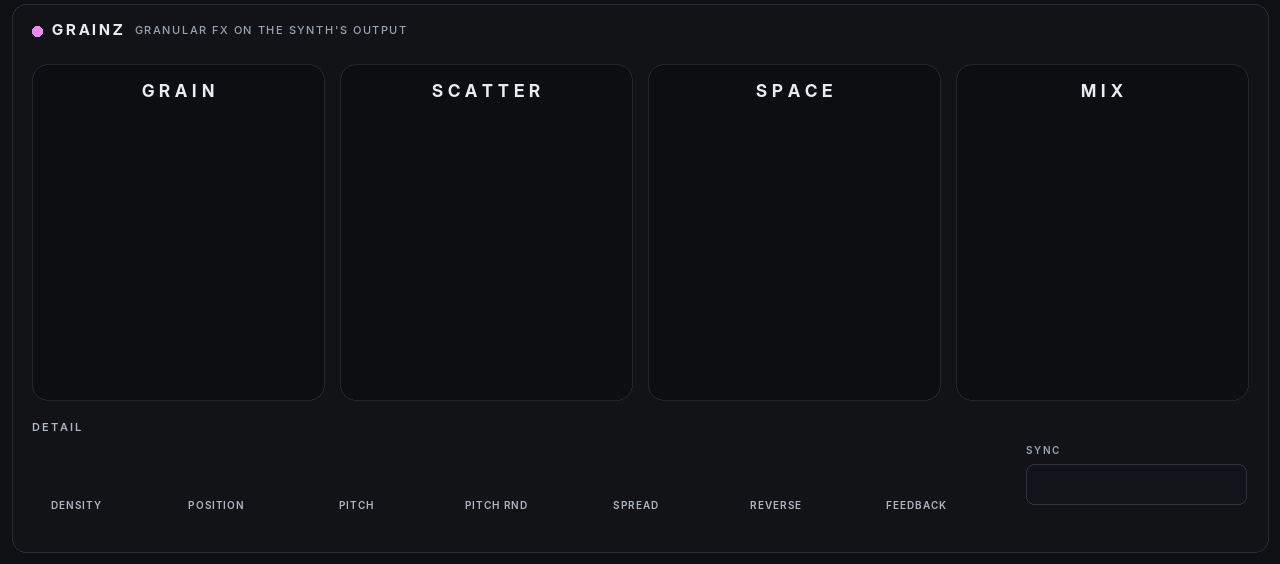 GRAINZ GRANULAR FX ON THE SYNTH'S OUTPUT
GRAIN SCATTER SPACE MIX
DETAIL
SYNC
DENSITY POSITION PITCH PITCH RND SPREAD REVERSE FEEDBACK